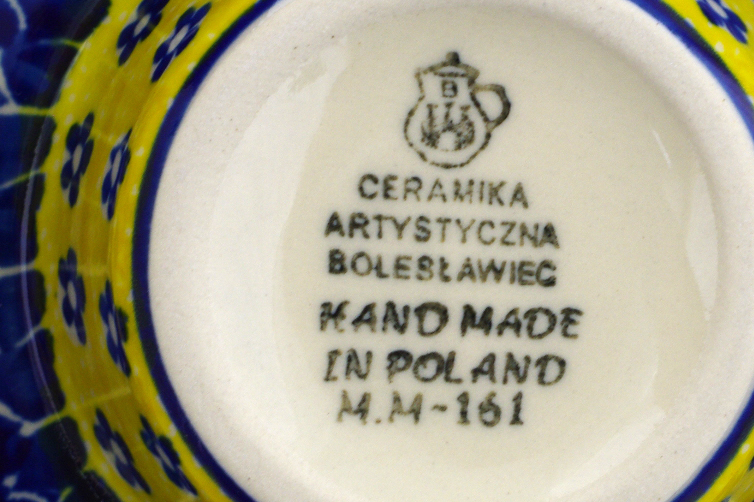 B
CERAMIKA
ARTYSTYCZNA
BOLESŁAWIEC
HAND MADE
IN POLAND
M.M-161